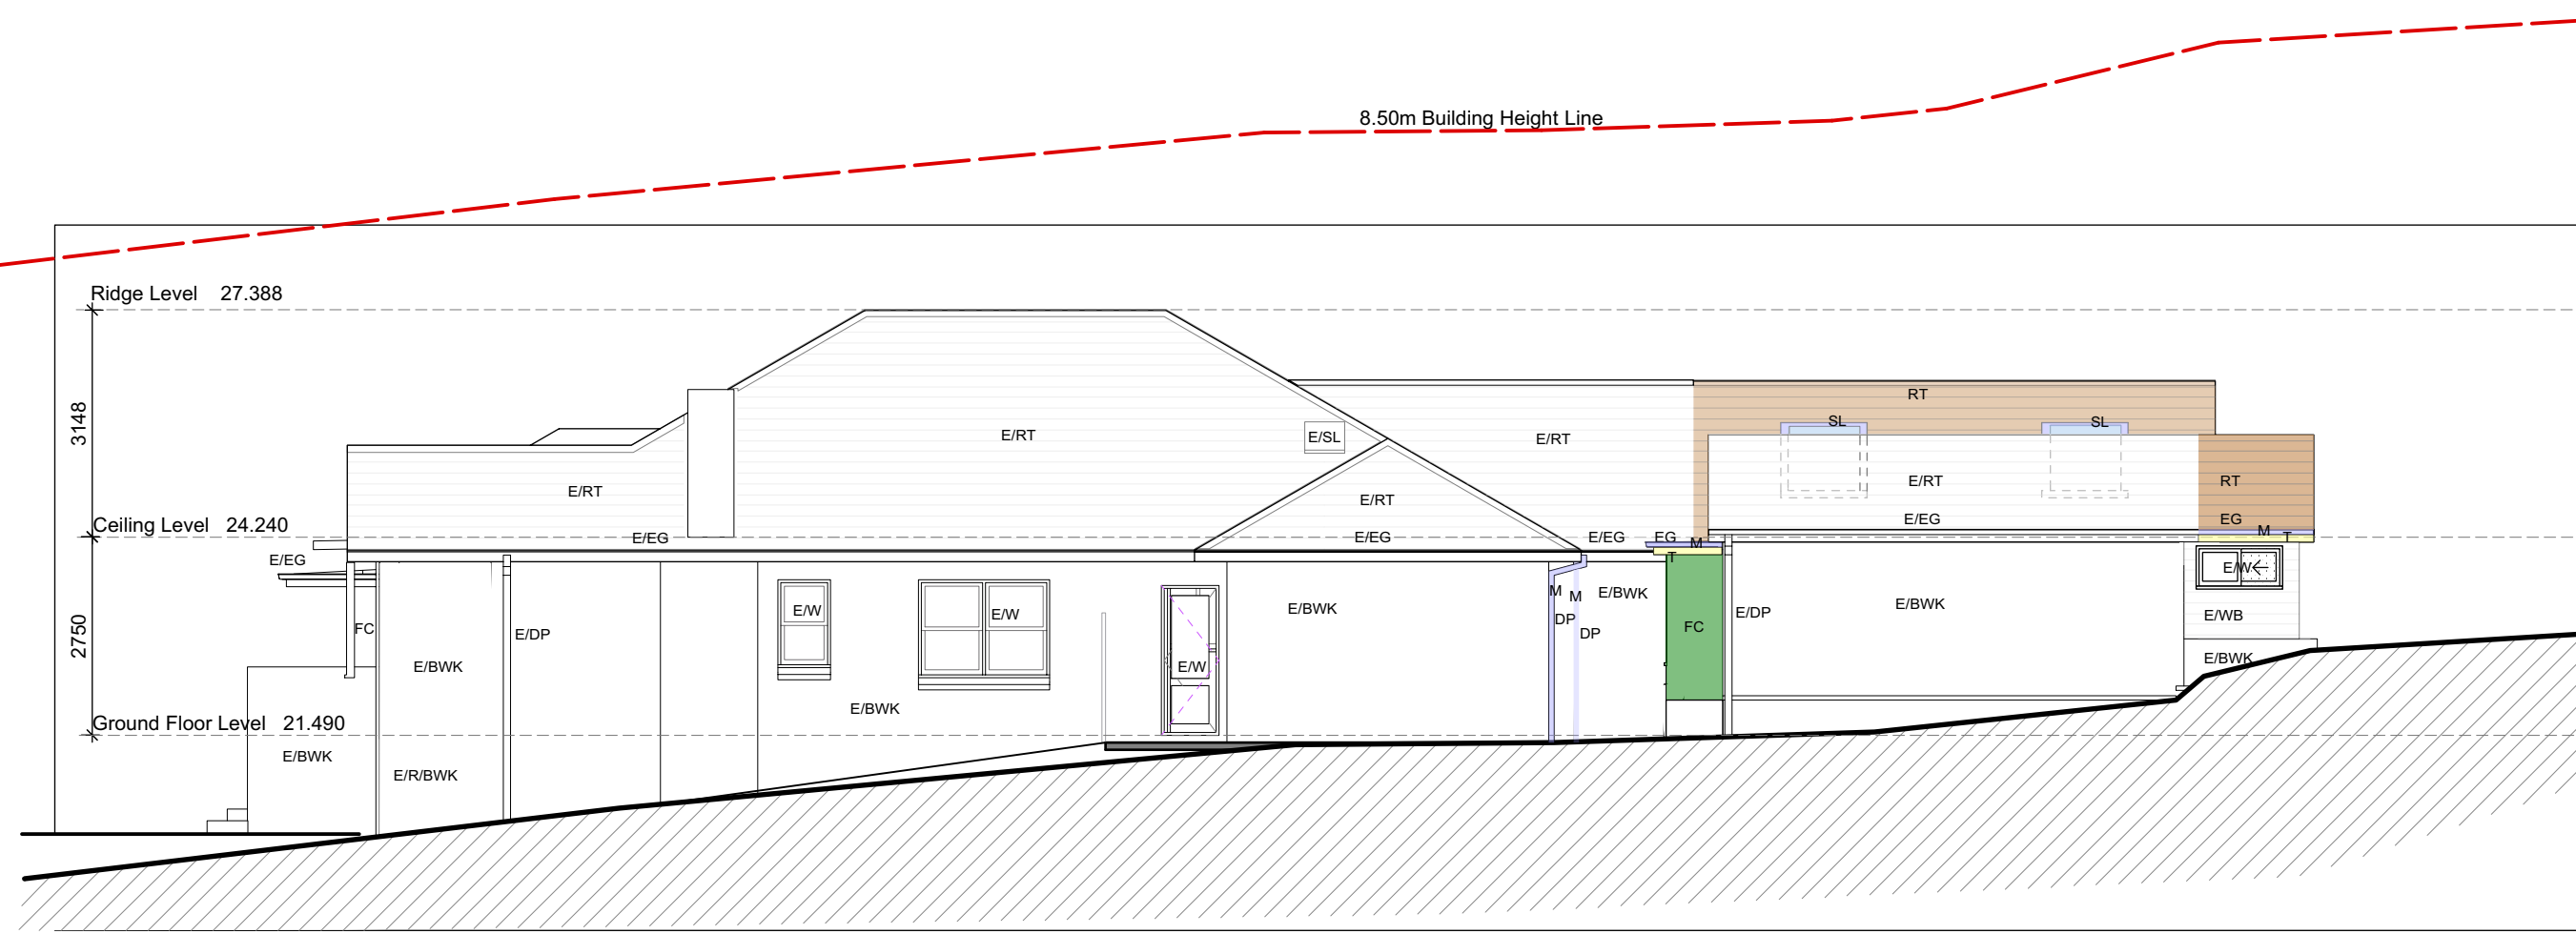 8.50m Building Height Line
Ridge Level 27.388
RT
SL
SL
3148
E/RT
E/SL
E/RT
E/RT
E/RT
E/RT
RT
Ceiling Level 24.240
E/EG
E/EG
E/EG
E/EG
EG
M
T
E/EG
EG
M
T
E/EG
2750
FC
E/BWK
E/DP
E/W
E/W
E/W
E/BWK
E/BWK
M
M
DP
DP
E/BWK
FC
E/DP
E/BWK
E/W
E/WB
E/BWK
Ground Floor Level 21.490
E/BWK
E/R/BWK